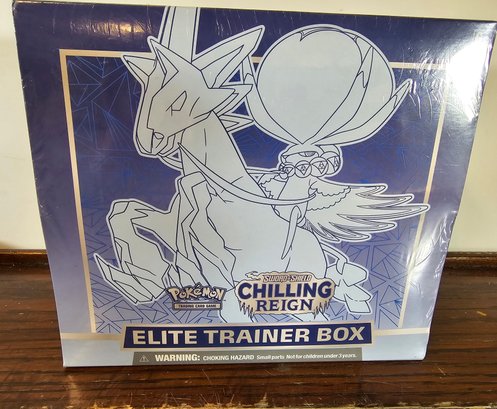 Pokémon
TRADING CARD GAME
SWORD & SHIELD
CHILLING
REIGN
ELITE TRAINER BOX
WARNING: CHOKING HAZARD Small parts Not for children under 3 years.